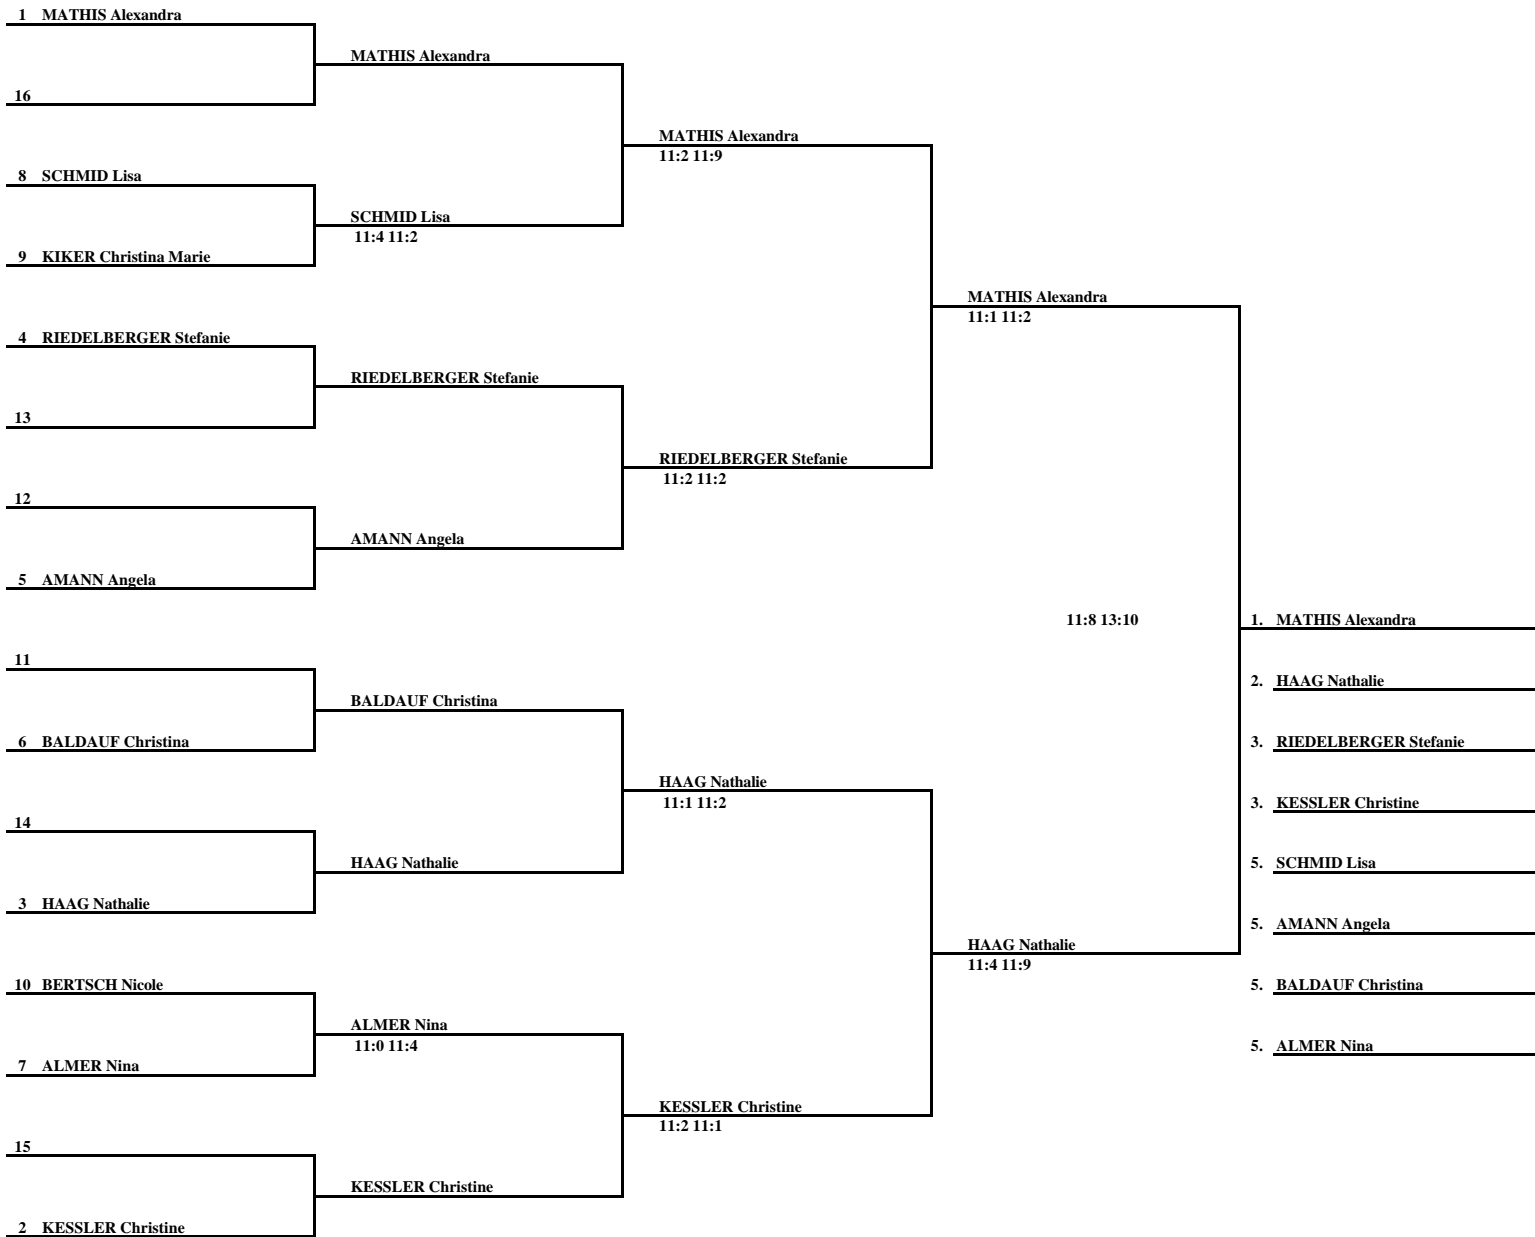 1 MATHIS Alexandra
MATHIS Alexandra
16
MATHIS Alexandra
11:2 11:9
8 SCHMID Lisa
SCHMID Lisa
11:4 11:2
9 KIKER Christina Marie
MATHIS Alexandra
11:1 11:2
4 RIEDELBERGER Stefanie
RIEDELBERGER Stefanie
13
RIEDELBERGER Stefanie
11:2 11:2
12
AMANN Angela
5 AMANN Angela
11:8 13:10
1. MATHIS Alexandra
11
2. HAAG Nathalie
BALDAUF Christina
6 BALDAUF Christina
3. RIEDELBERGER Stefanie
HAAG Nathalie
11:1 11:2
3. KESSLER Christine
14
HAAG Nathalie
5. SCHMID Lisa
3 HAAG Nathalie
5. AMANN Angela
HAAG Nathalie
11:4 11:9
10 BERTSCH Nicole
5. BALDAUF Christina
ALMER Nina
11:0 11:4
5. ALMER Nina
7 ALMER Nina
KESSLER Christine
11:2 11:1
15
KESSLER Christine
2 KESSLER Christine